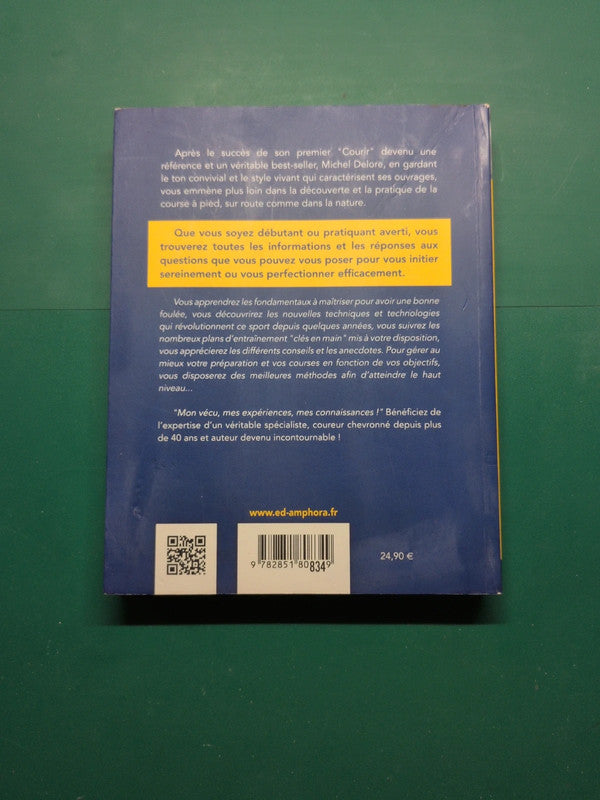 Après le succès de son premier "Courir" devenu une
référence et un véritable best-seller, Michel Delore, en gardant
le ton convivial et le style vivant qui caractérisent ses ouvrages,
vous emmène plus loin dans la découverte et la pratique de la
course à pied, sur route comme dans la nature.
Que vous soyez débutant ou pratiquant averti, vous
trouverez toutes les informations et les réponses aux
questions que vous pouvez vous poser pour vous initier
sereinement ou vous perfectionner efficacement.
Vous apprendrez les fondamentaux à maîtriser pour avoir une bonne
foulée, vous découvrirez les nouvelles techniques et technologies
qui révolutionnent ce sport depuis quelques années, vous suivrez les
nombreux plans d'entraînement "clés en main" mis à votre disposition,
vous apprécierez les différents conseils et les anecdotes. Pour gérer au
mieux votre préparation et vos courses en fonction de vos objectifs,
vous disposerez des meilleures méthodes afin d'atteindre le haut
niveau...
"Mon vécu, mes expériences, mes connaissances !" Bénéficiez de
l'expertise d'un véritable spécialiste, coureur chevronné depuis plus
de 40 ans et auteur devenu incontournable !
www.ed-amphora.fr
9 782851 808349
24,90 €